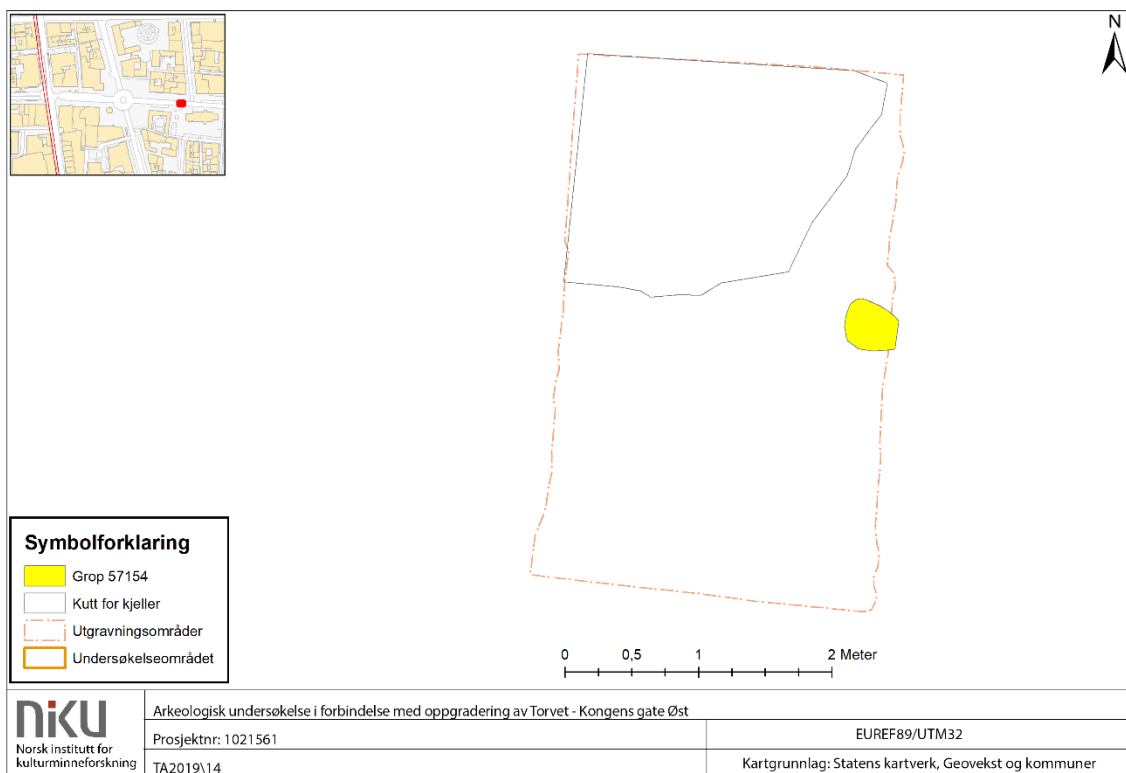 N
Symbolforklaring
Grop 57154
Kutt for kjeller
Utgravningsområder
Undersøkelseområdet
0 0,5 1 2 Meter
niku
Norsk institutt for
kulturminneforskning
Arkeologisk undersøkelse i forbindelse med oppgradering av Torvet - Kongens gate Øst
Prosjektnr: 1021561
TA2019\14
EUREF89/UTM32
Kartgrunnlag: Statens kartverk, Geovekst og kommuner